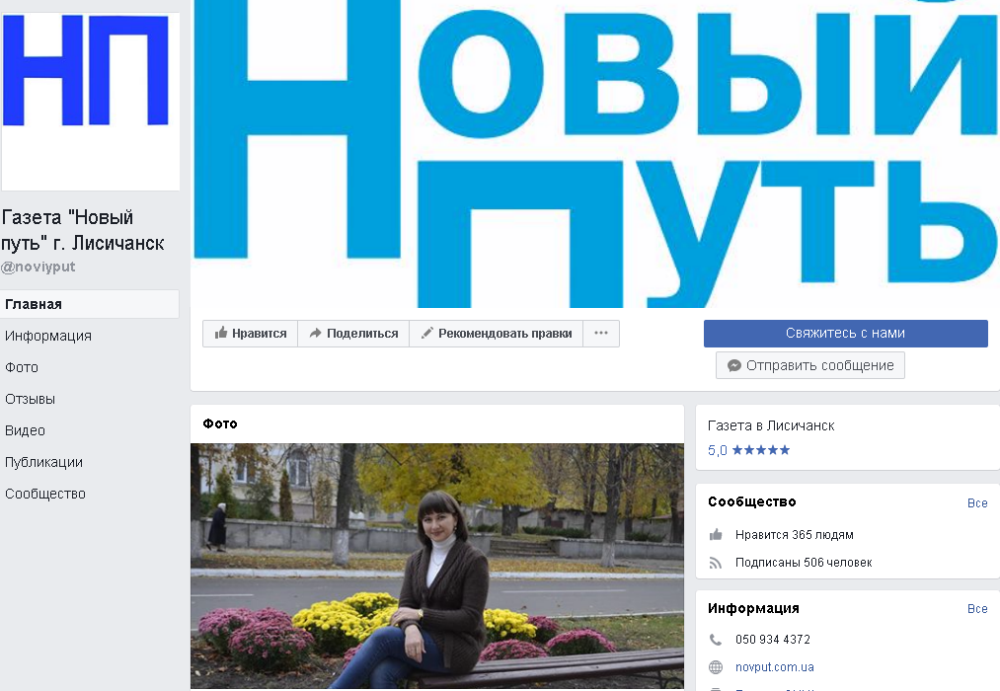 НП
Новый
путь
Газета "Новый
путь" г. Лисичанск
@noviyput
Главная
Информация
Фото
Отзывы
Видео
Публикации
Сообщество
Нравится
Поделиться
Рекомендовать правки
Свяжитесь с нами
Отправить сообщение
Фото
Газета в Лисичанск
5,0 ★★★★★
Сообщество
Все
Нравится 365 людям
Подписаны 506 человек
Информация
Все
050 934 4372
novput.com.ua